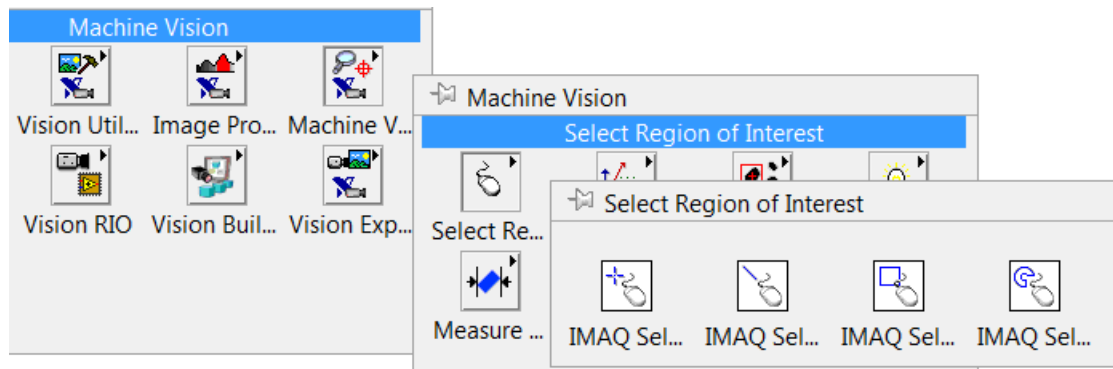 Machine Vision
Vision Util... Image Pro... Machine V...
Vision RIO Vision Buil... Vision Exp...
Machine Vision
Select Region of Interest
Select Re...
Measure ...
Select Region of Interest
IMAQ Sel... IMAQ Sel... IMAQ Sel... IMAQ Sel...